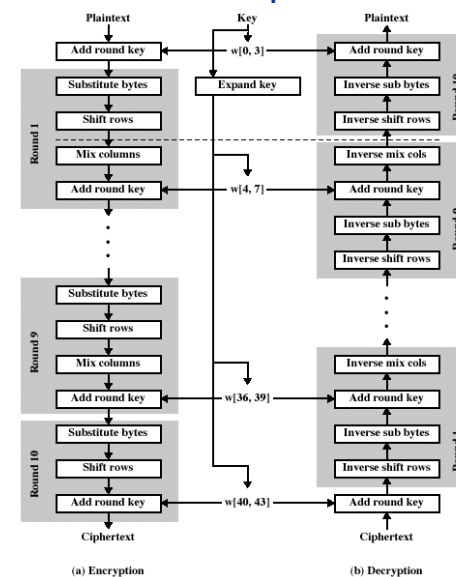 Plaintext
Add round key
Substitute bytes
Shift rows
Mix columns
Add round key
Round 1
Substitute bytes
Shift rows
Mix columns
Add round key
Round 9
Substitute bytes
Shift rows
Add round key
Round 10
Ciphertext
(a) Encryption
Key
w[0, 3]
Expand key
w[4, 7]
w[36, 39]
w[40, 43]
Plaintext
Add round key
Inverse sub bytes
Inverse shift rows
Inverse mix cols
Add round key
Inverse sub bytes
Inverse shift rows
Inverse mix cols
Add round key
Inverse sub bytes
Inverse shift rows
Add round key
Ciphertext
(b) Decryption